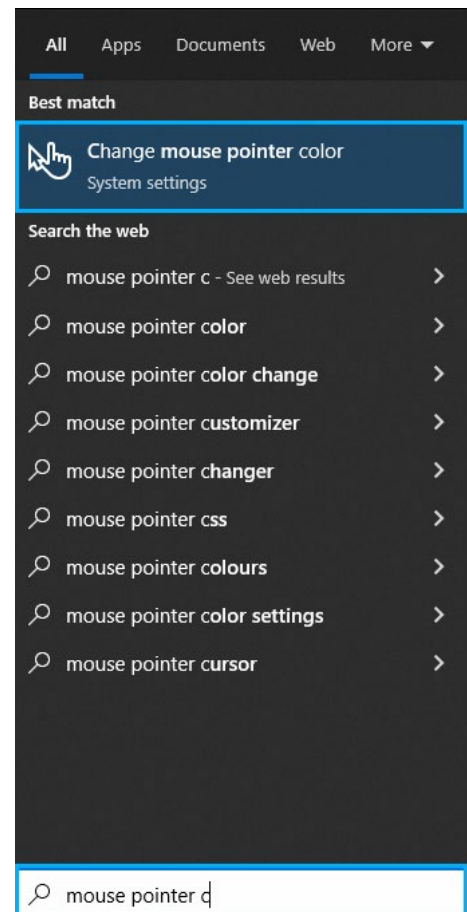 All Apps Documents Web More
Best match
Change mouse pointer color
System settings
Search the web
mouse pointer c - See web results
mouse pointer color
mouse pointer color change
mouse pointer customizer
mouse pointer changer
mouse pointer css
mouse pointer colours
mouse pointer color settings
mouse pointer cursor
mouse pointer c